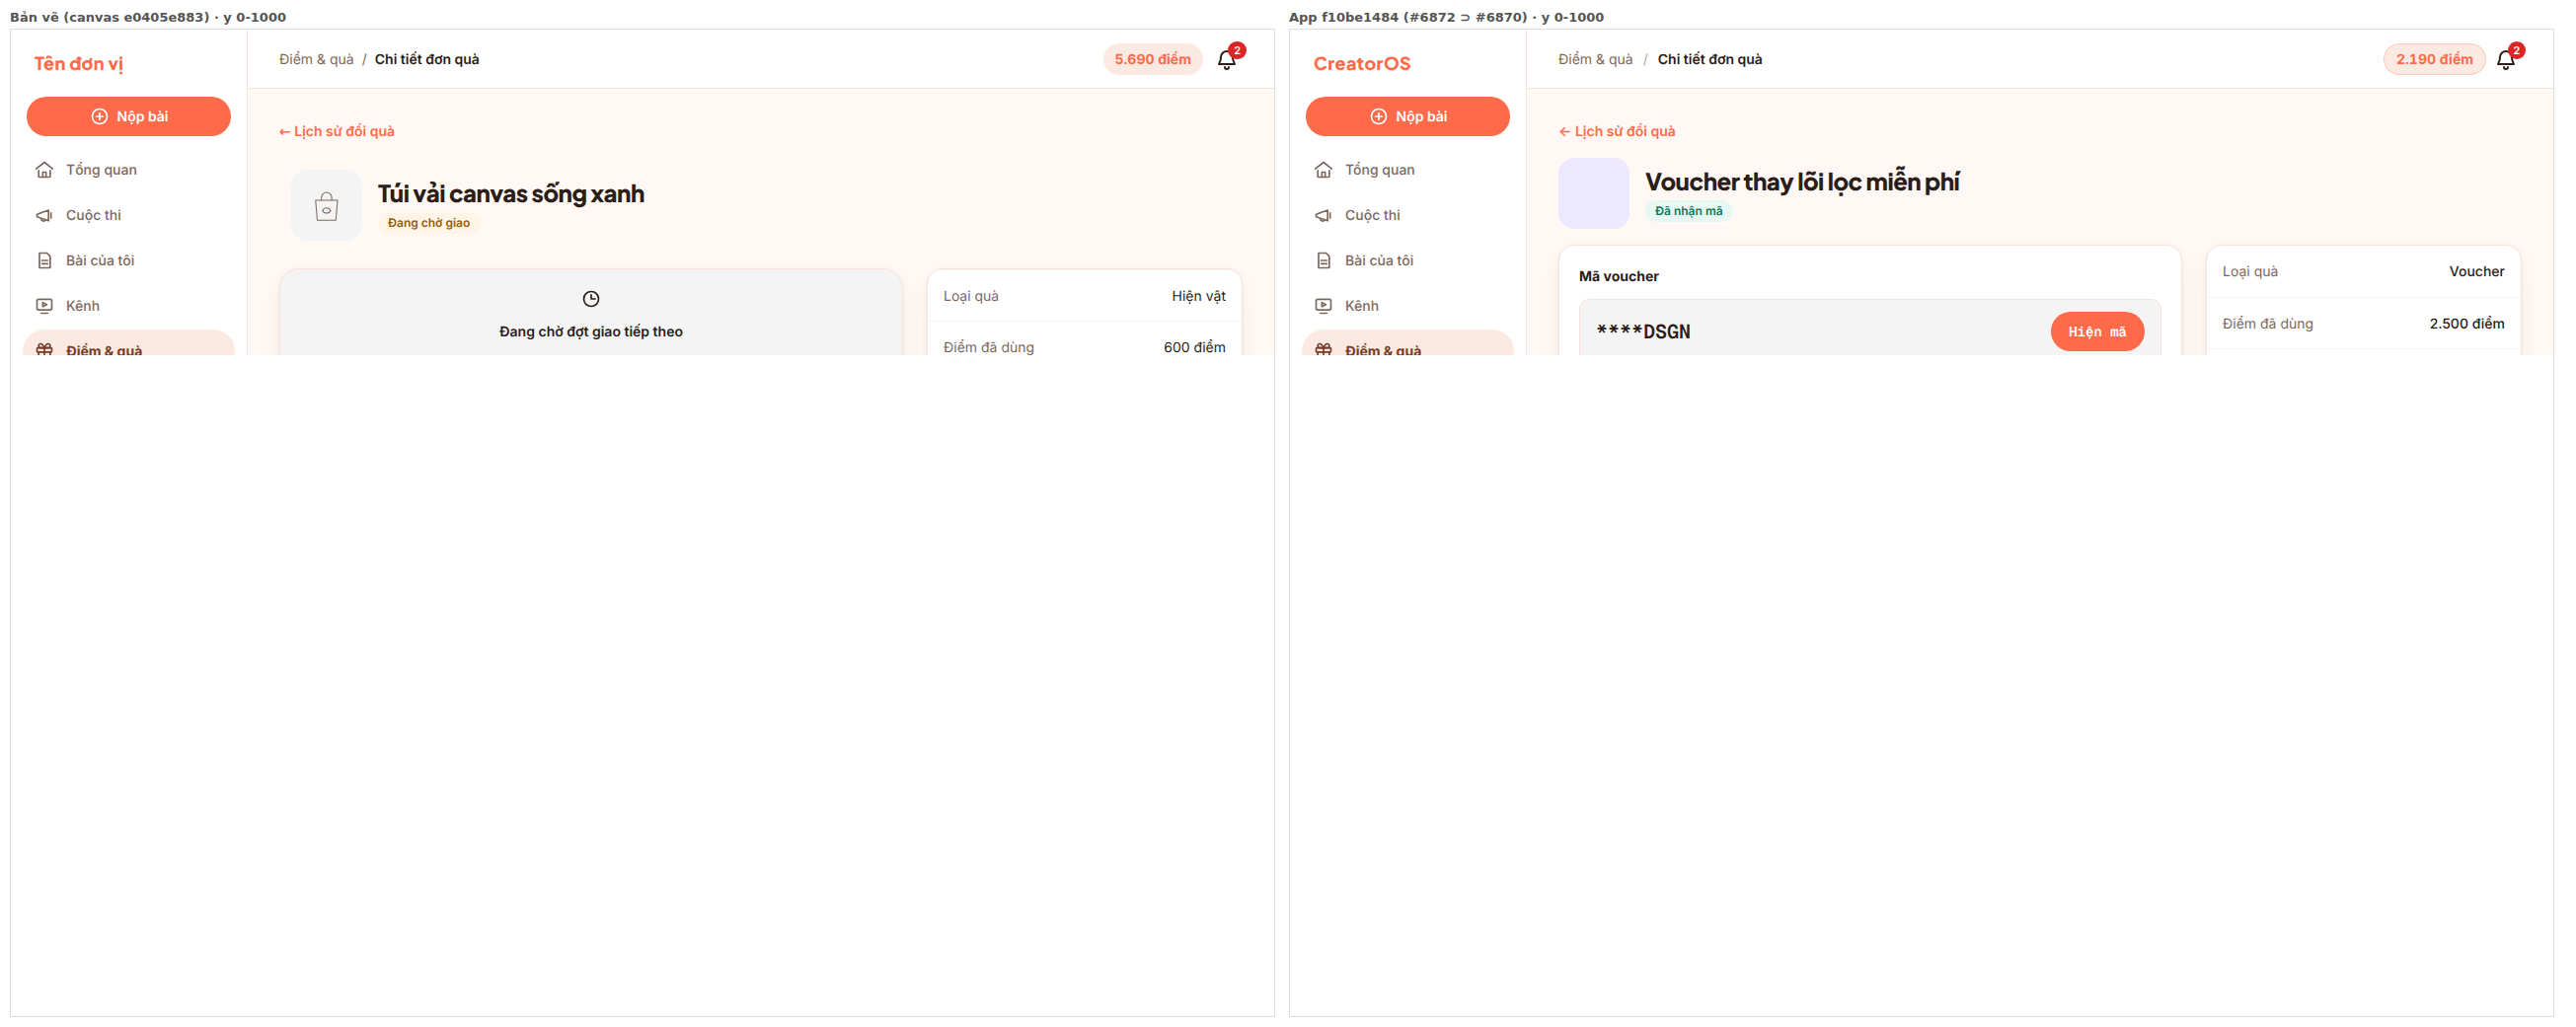 Bản vẽ (canvas e0405e883) · y 0-1000
Tên đơn vị
Nộp bài
Tổng quan
Cuộc thi
Bài của tôi
Kênh
Điểm & quà
Điểm & quà / Chi tiết đơn quà
5.690 điểm
2
← Lịch sử đổi quà
Túi vải canvas sống xanh
Đang chờ giao
Đang chờ đợt giao tiếp theo
Loại quà Hiện vật
Điểm đã dùng 600 điểm
App f10be1484 (#6872 ⊃ #6870) · y 0-1000
CreatorOS
Nộp bài
Tổng quan
Cuộc thi
Bài của tôi
Kênh
Điểm & quà
Điểm & quà / Chi tiết đơn quà
2.190 điểm
2
← Lịch sử đổi quà
Voucher thay lõi lọc miễn phí
Đã nhận mã
Mã voucher
****DSGN
Hiện mã
Loại quà Voucher
Điểm đã dùng 2.500 điểm